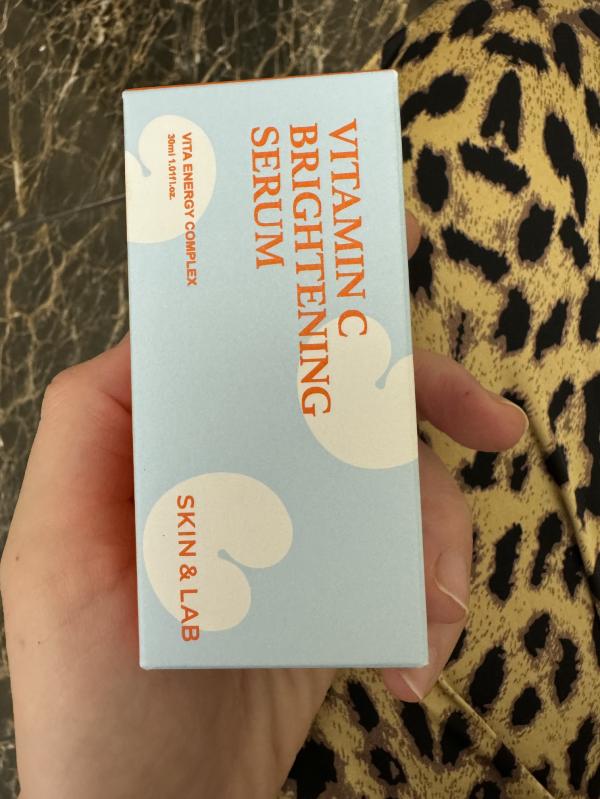 VITAMIN C
BRIGHTENING
SERUM
VITA ENERGY COMPLEX
30ml 1.01fl.oz.
SKIN & LAB